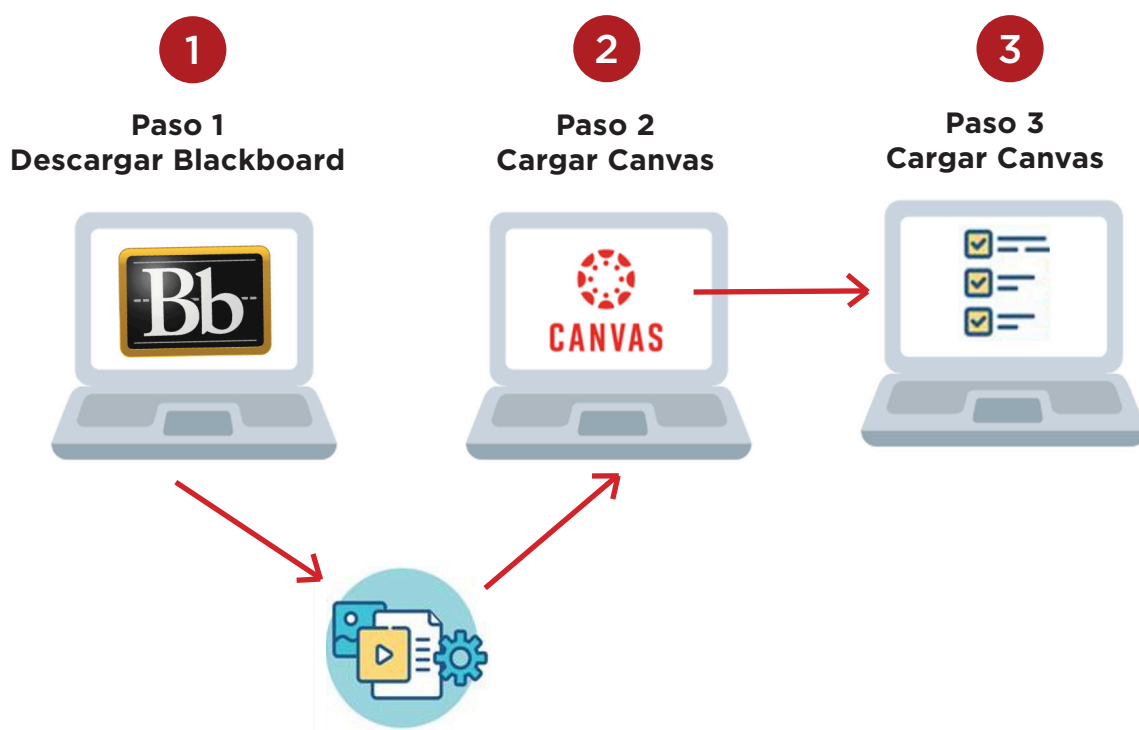 1
Paso 1
Descargar Blackboard
Bb
2
Paso 2
Cargar Canvas
CANVAS
3
Paso 3
Cargar Canvas